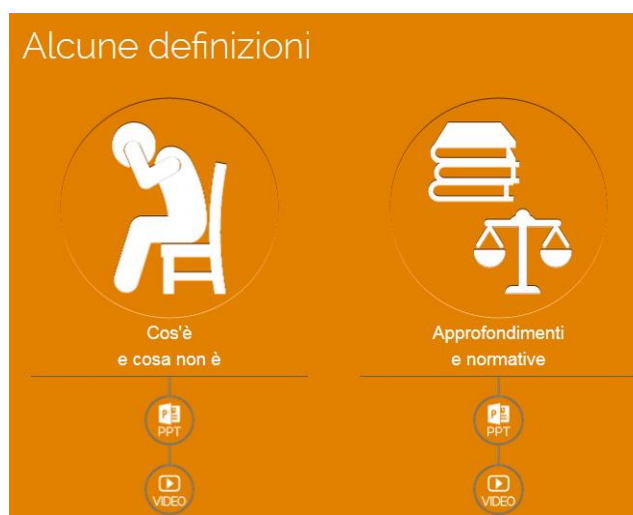 Alcune definizioni
Cos'è
e cosa non è
Approfondimenti
e normative
PPT
PPT
VIDEO
VIDEO